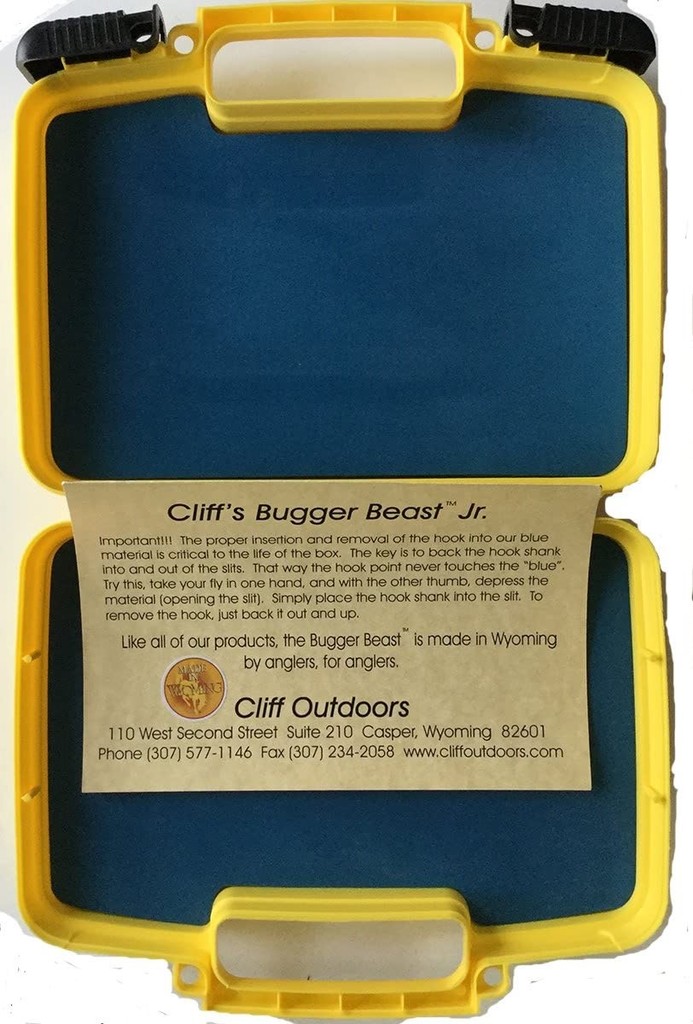 Cliff's Bugger Beast™ Jr.
Important!!! The proper insertion and removal of the hook into our blue
material is critical to the life of the box. The key is to back the hook shank
into and out of the slits. That way the hook point never touches the "blue".
Try this, take your fly in one hand, and with the other thumb, depress the
material (opening the slit). Simply place the hook shank into the slit. To
remove the hook, just back it out and up.
Like all of our products, the Bugger Beast™ is made in Wyoming
by anglers, for anglers.
MADE
IN
WYOMING
Cliff Outdoors
110 West Second Street Suite 210 Casper, Wyoming 82601
Phone (307) 577-1146 Fax (307) 234-2058 www.cliffoutdoors.com